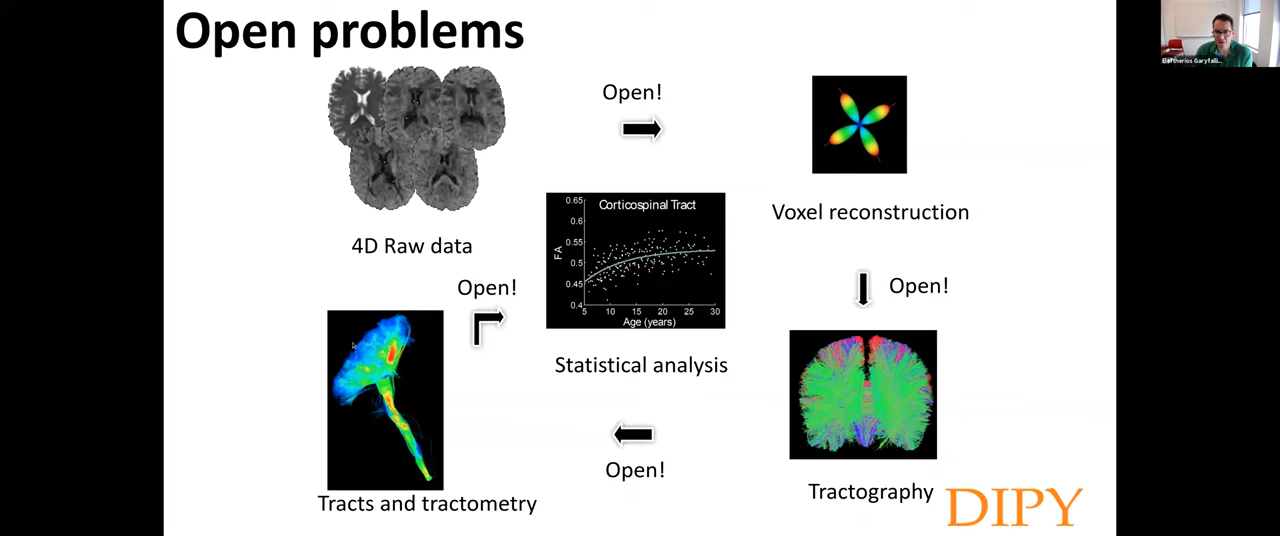 Open problems
Eleftherios Garyfalli...
Open!
4D Raw data
Voxel reconstruction
Corticospinal Tract
0.65
0.6
0.55
0.5
0.45
0.4
FA
5 10 15 20 25 30
Age (years)
Open!
Open!
Statistical analysis
Open!
Tracts and tractometry
Tractography
DIPY